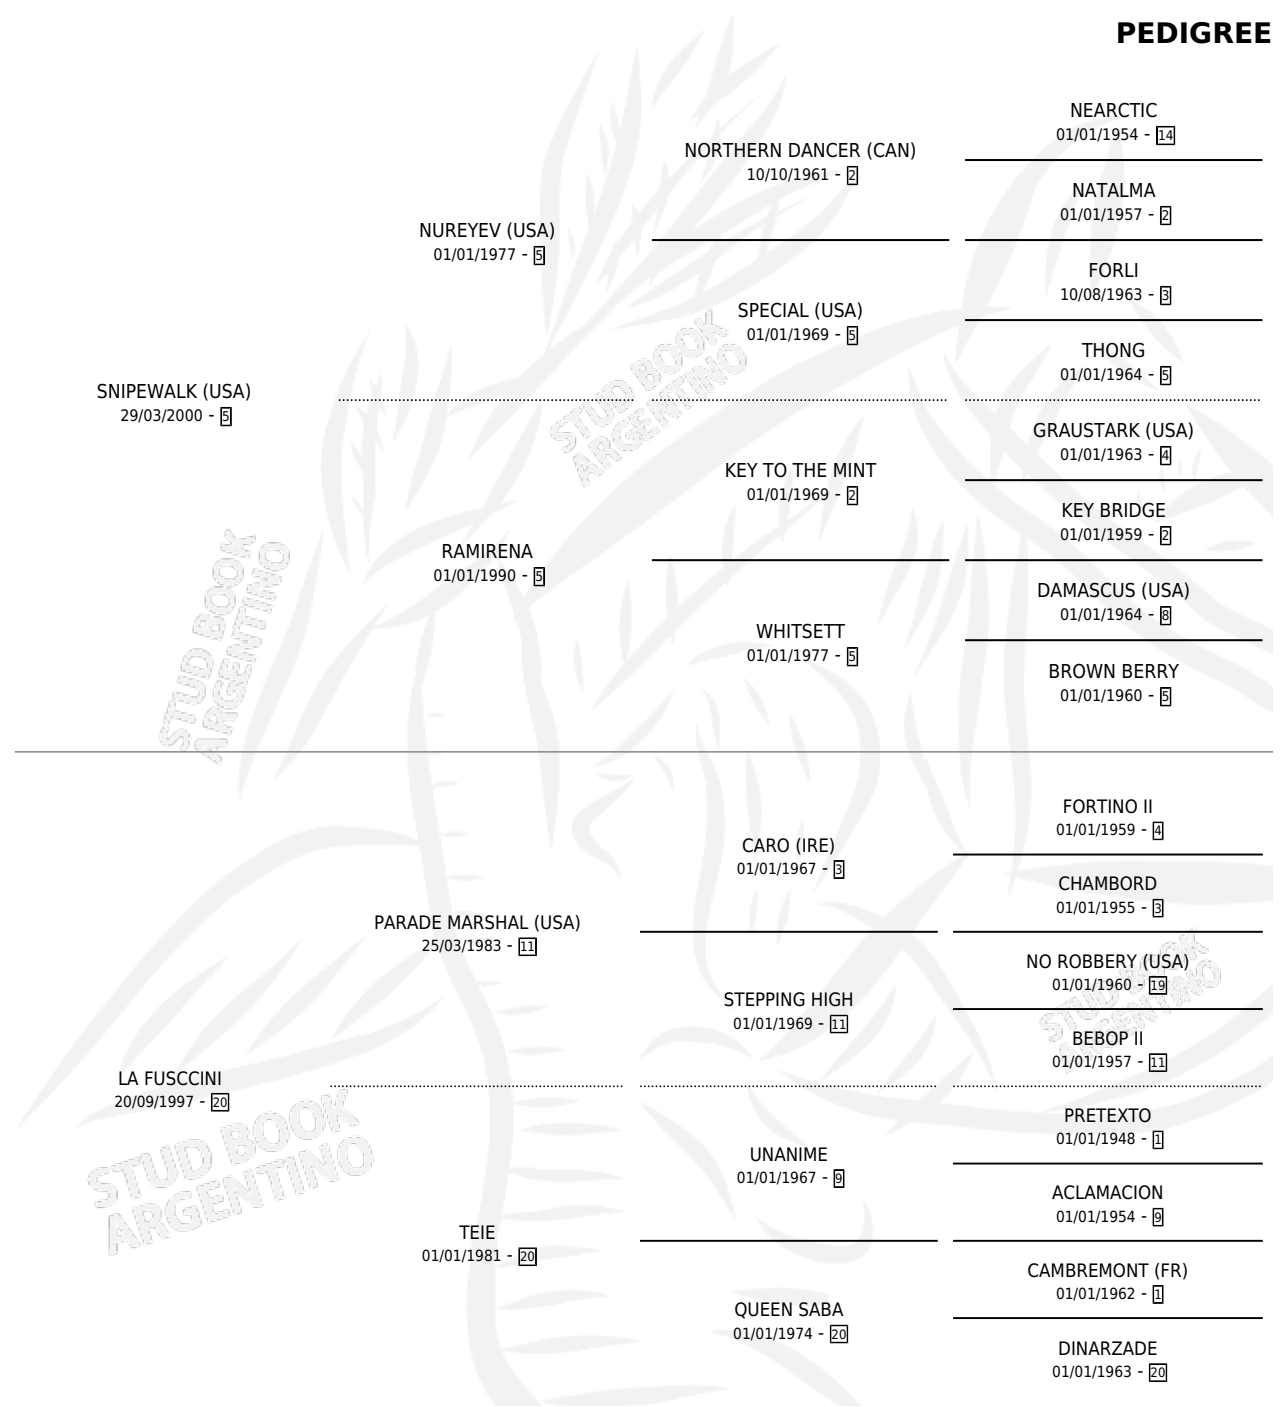 PEDIGREE
NEARCTIC
01/01/1954 - 14
NORTHERN DANCER (CAN)
10/10/1961 - 2
NATALMA
01/01/1957 - 2
NUREYEV (USA)
01/01/1977 - 5
FORLI
10/08/1963 - 3
SPECIAL (USA)
01/01/1969 - 5
THONG
01/01/1964 - 5
SNIPEWALK (USA)
29/03/2000 - 5
GRAUSTARK (USA)
01/01/1963 - 4
KEY TO THE MINT
01/01/1969 - 2
KEY BRIDGE
01/01/1959 - 2
RAMIRENA
01/01/1990 - 5
DAMASCUS (USA)
01/01/1964 - 8
WHITSETT
01/01/1977 - 5
BROWN BERRY
01/01/1960 - 5
FORTINO II
01/01/1959 - 4
CARO (IRE)
01/01/1967 - 3
CHAMBORD
01/01/1955 - 3
PARADE MARSHAL (USA)
25/03/1983 - 11
NO ROBBERY (USA)
01/01/1960 - 19
STEPPING HIGH
01/01/1969 - 11
BEBOP II
01/01/1957 - 11
LA FUSCCINI
20/09/1997 - 20
PRETEXTO
01/01/1948 - 1
UNANIME
01/01/1967 - 9
ACLAMACION
01/01/1954 - 9
TEIE
01/01/1981 - 20
CAMBREMONT (FR)
01/01/1962 - 1
QUEEN SABA
01/01/1974 - 20
DINARZADE
01/01/1963 - 20
STUD BOOK
ARGENTINO
STUD BOOK
ARGENTINO
STUD BOOK
ARGENTINO
STUD BOOK
ARGENTINO